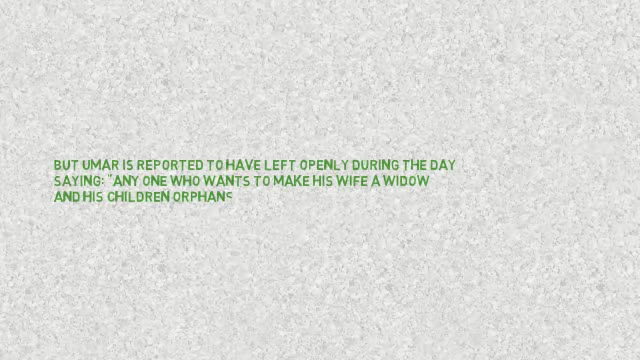 BUT UMAR IS REPORTED TO HAVE LEFT OPENLY DURING THE DAY
SAYING: "ANY ONE WHO WANTS TO MAKE HIS WIFE A WIDOW
AND HIS CHILDREN ORPHANS